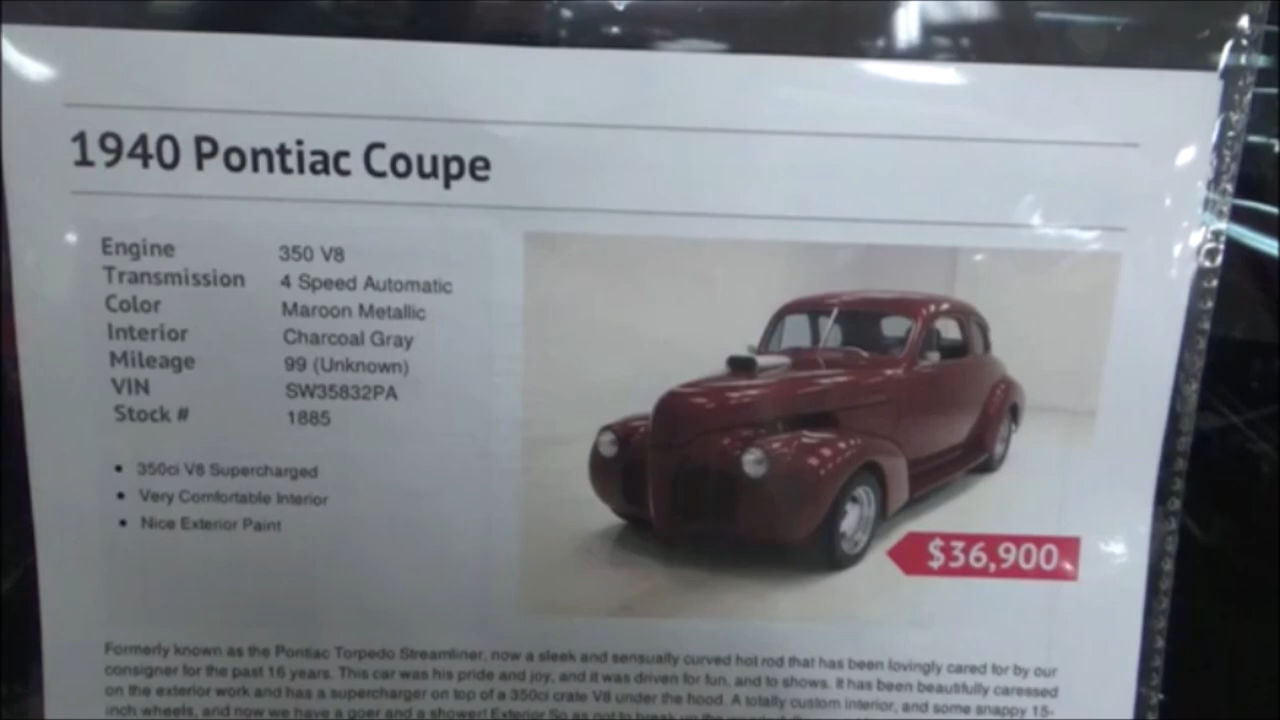 1940 Pontiac Coupe
Engine 350 V8
Transmission 4 Speed Automatic
Color Maroon Metallic
Interior Charcoal Gray
Mileage 99 (Unknown)
VIN SW35832PA
Stock # 1885
• 350ci V8 Supercharged
• Very Comfortable Interior
• Nice Exterior Paint
$36,900
Formerly known as the Pontiac Torpedo Streamliner, now a sleek and sensually curved hot rod that has been lovingly cared for by our
consigner for the past 16 years. This car was his pride and joy, and it was driven for fun, and to shows. It has been beautifully caressed
on the exterior work and has a supercharger on top of a 350ci crate V8 under the hood. A totally custom interior, and some snappy 15-
inch wheels, and now we have a goer and a shower! Exterior So as not to break up the